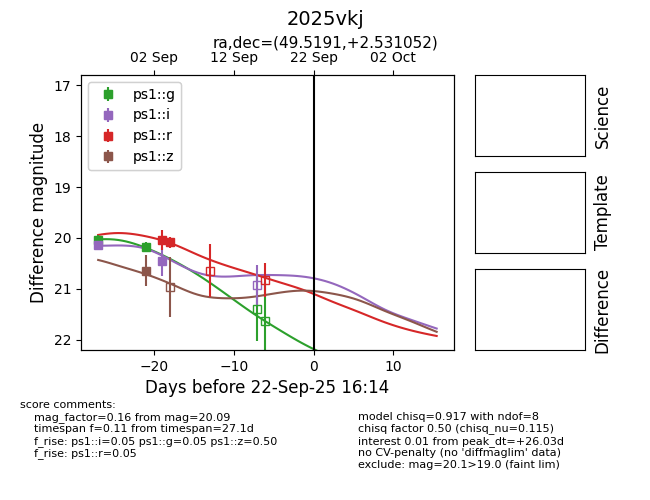 2025vkj
ra,dec=(49.5191,+2.531052)
02 Sep 12 Sep 22 Sep 02 Oct
17
18
19
20
21
22
Difference magnitude
ps1::g
ps1::i
ps1::r
ps1::z
−20 −10 0 10
Days before 22-Sep-25 16:14
Science
Template
Difference
score comments:
mag_factor=0.16 from mag=20.09
timespan f=0.11 from timespan=27.1d
f_rise: ps1::i=0.05 ps1::g=0.05 ps1::z=0.50
f_rise: ps1::r=0.05
model chisq=0.917 with ndof=8
chisq factor 0.50 (chisq_nu=0.115)
interest 0.01 from peak_dt=+26.03d
no CV-penalty (no 'diffmaglim' data)
exclude: mag=20.1>19.0 (faint lim)